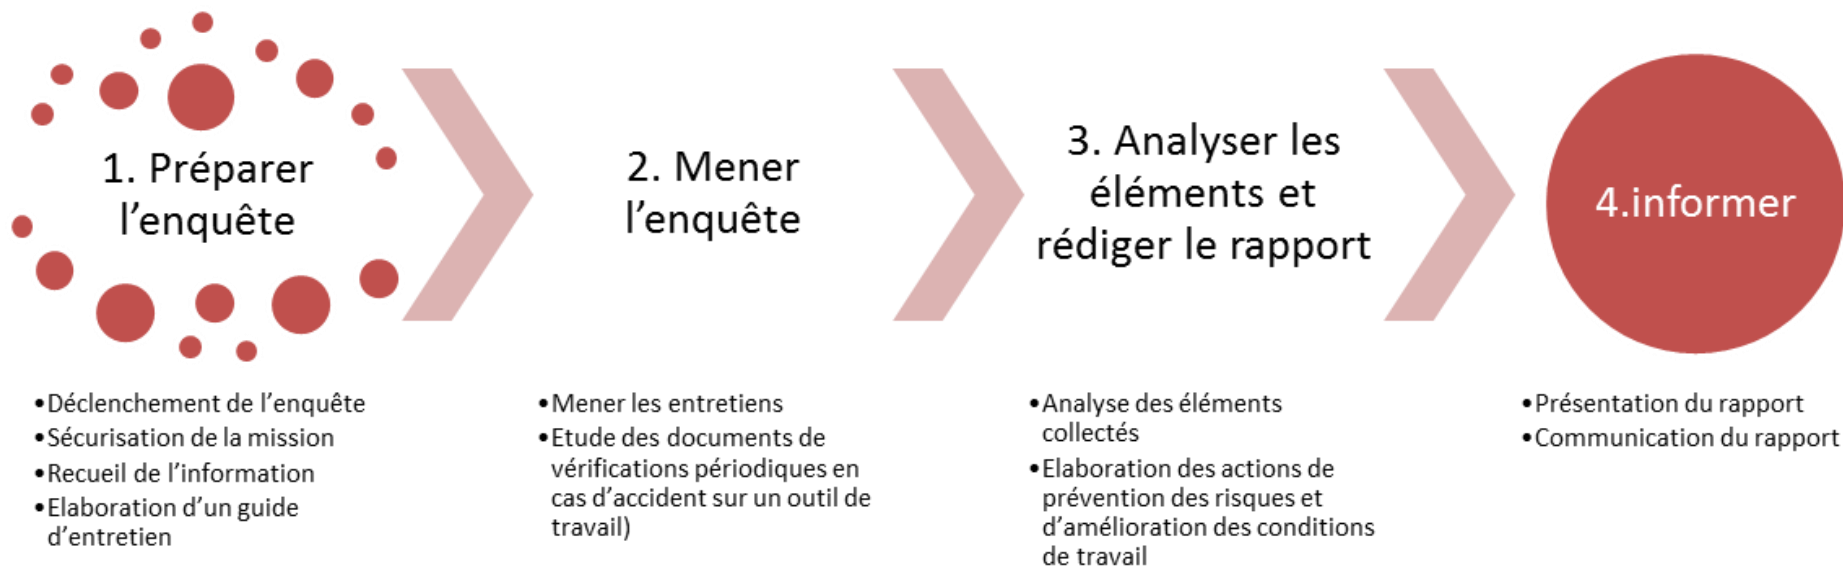 1. Préparer
l’enquête
•Déclenchement de l’enquête
•Sécurisation de la mission
•Recueil de l’information
•Elaboration d’un guide
d’entretien
2. Mener
l’enquête
•Mener les entretiens
•Etude des documents de
vérifications périodiques en
cas d’accident sur un outil de
travail)
3. Analyser les
éléments et
rédiger le rapport
•Analyse des éléments
collectés
•Elaboration des actions de
prévention des risques et
d’amélioration des conditions
de travail
4.informer
•Présentation du rapport
•Communication du rapport